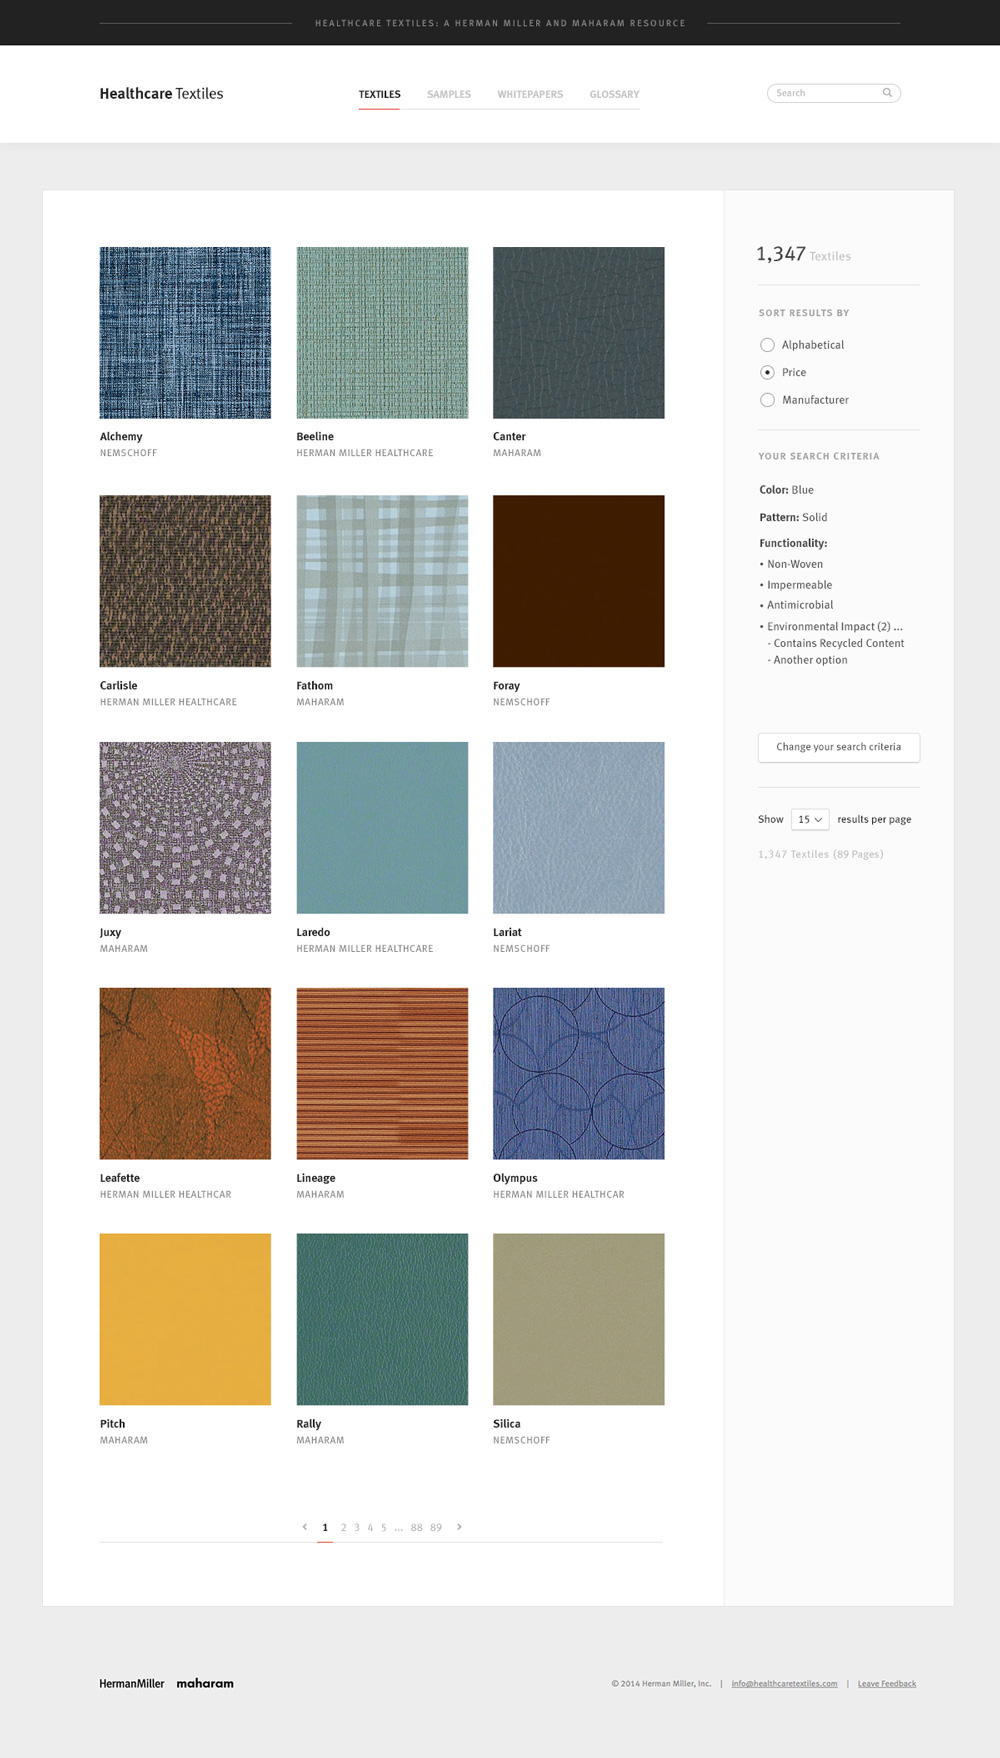 HEALTHCARE TEXTILES: A HERMAN MILLER AND MAHARAM RESOURCE
Healthcare Textiles
TEXTILES SAMPLES WHITEPAPERS GLOSSARY
Search
Alchemy
NEMSCHOFF
Beeline
HERMAN MILLER HEALTHCARE
Canter
MAHARAM
Carlisle
HERMAN MILLER HEALTHCARE
Fathom
MAHARAM
Foray
NEMSCHOFF
Juxy
MAHARAM
Laredo
HERMAN MILLER HEALTHCARE
Lariat
NEMSCHOFF
Leafette
HERMAN MILLER HEALTHCAR
Lineage
MAHARAM
Olympus
HERMAN MILLER HEALTHCAR
Pitch
MAHARAM
Rally
MAHARAM
Silica
NEMSCHOFF
1 2 3 4 5 ... 88 89
1,347 Textiles
SORT RESULTS BY
Alphabetical
Price
Manufacturer
YOUR SEARCH CRITERIA
Color: Blue
Pattern: Solid
Functionality:
• Non-Woven
• Impermeable
• Antimicrobial
• Environmental Impact (2) ...
- Contains Recycled Content
- Another option
Change your search criteria
Show 15 results per page
1,347 Textiles (89 Pages)
HermanMiller maharam
© 2014 Herman Miller, Inc. | info@healthcaretextiles.com | Leave Feedback